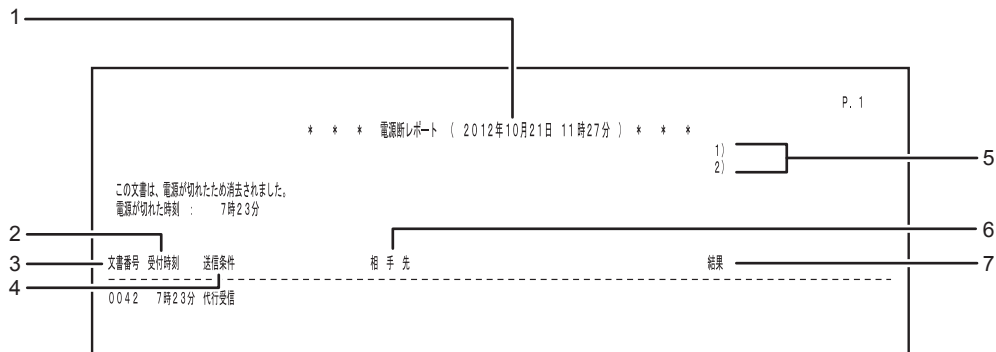 1
P. 1
* * * 電源断レポート ( 2012年10月21日 11時27分 ) * * *
1)
2)
5
この文書は、電源が切れたため消去されました。
電源が切れた時刻 : 7時23分
2
6
3
文書番号 受付時刻 送信条件 相 手 先 結果
7
4
0042 7時23分 代行受信